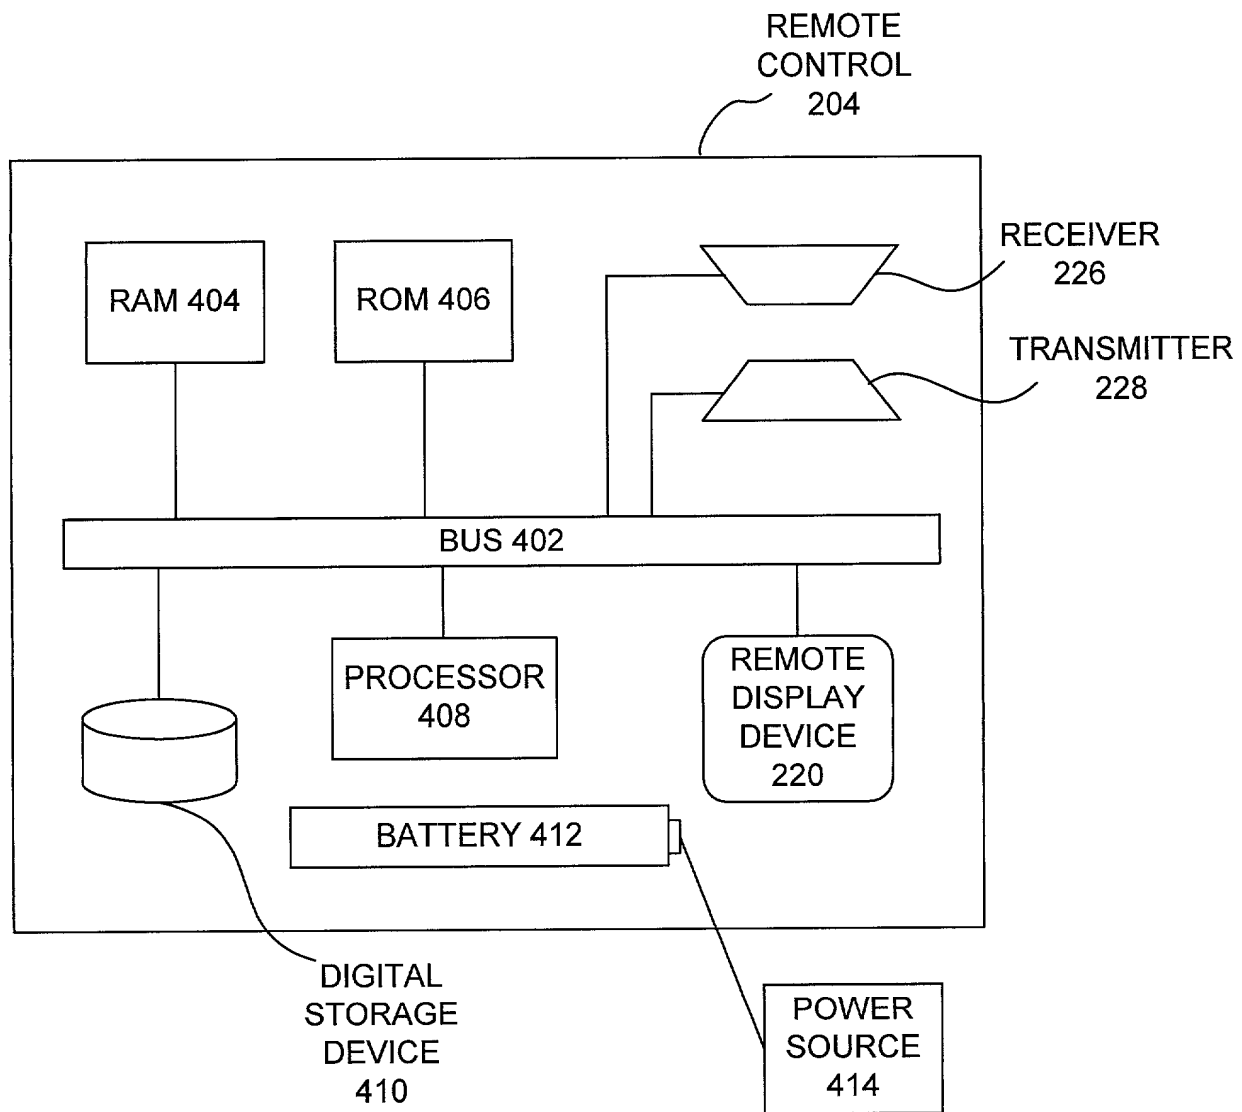 REMOTE
CONTROL
204
RECEIVER
226
RAM 404
ROM 406
TRANSMITTER
228
BUS 402
PROCESSOR
408
REMOTE
DISPLAY
DEVICE
220
BATTERY 412
DIGITAL
STORAGE
DEVICE
410
POWER
SOURCE
414